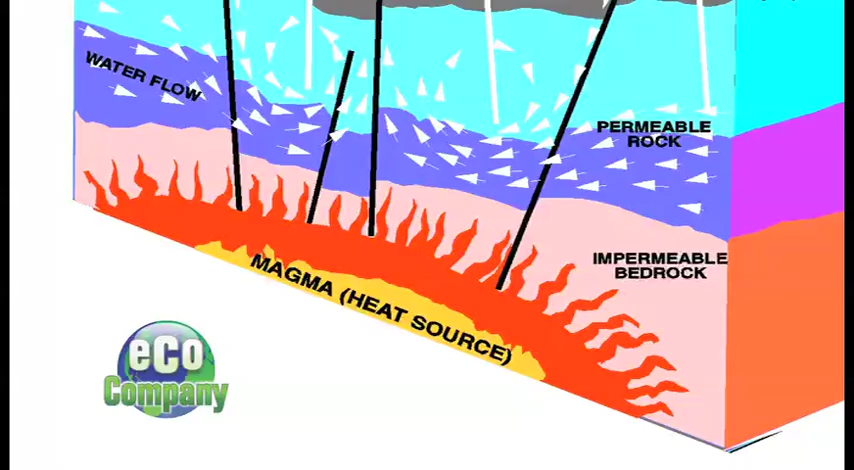 WATER FLOW
PERMEABLE
ROCK
IMPERMEABLE
BEDROCK
MAGMA (HEAT SOURCE)
eCo
Company